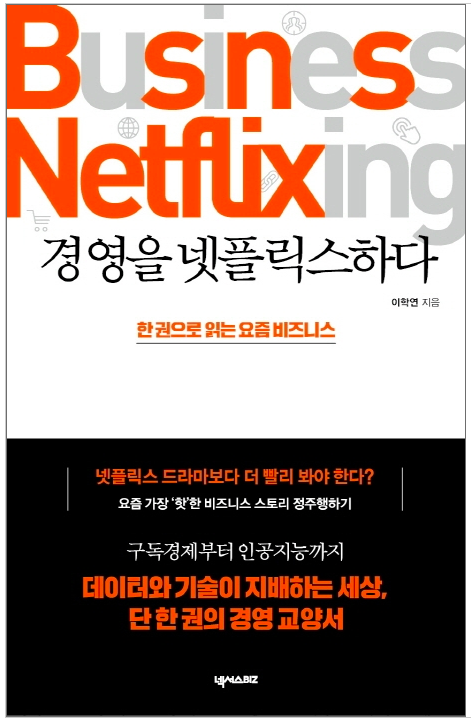 Business
Netflixing
경영을 넷플릭스하다
이학연 지음
한 권으로 읽는 요즘 비즈니스
넷플릭스 드라마보다 더 빨리 봐야 한다?
요즘 가장 ‘핫’한 비즈니스 스토리 정주행하기
구독경제부터 인공지능까지
데이터와 기술이 지배하는 세상,
단 한 권의 경영 교양서
넥서스BIZ